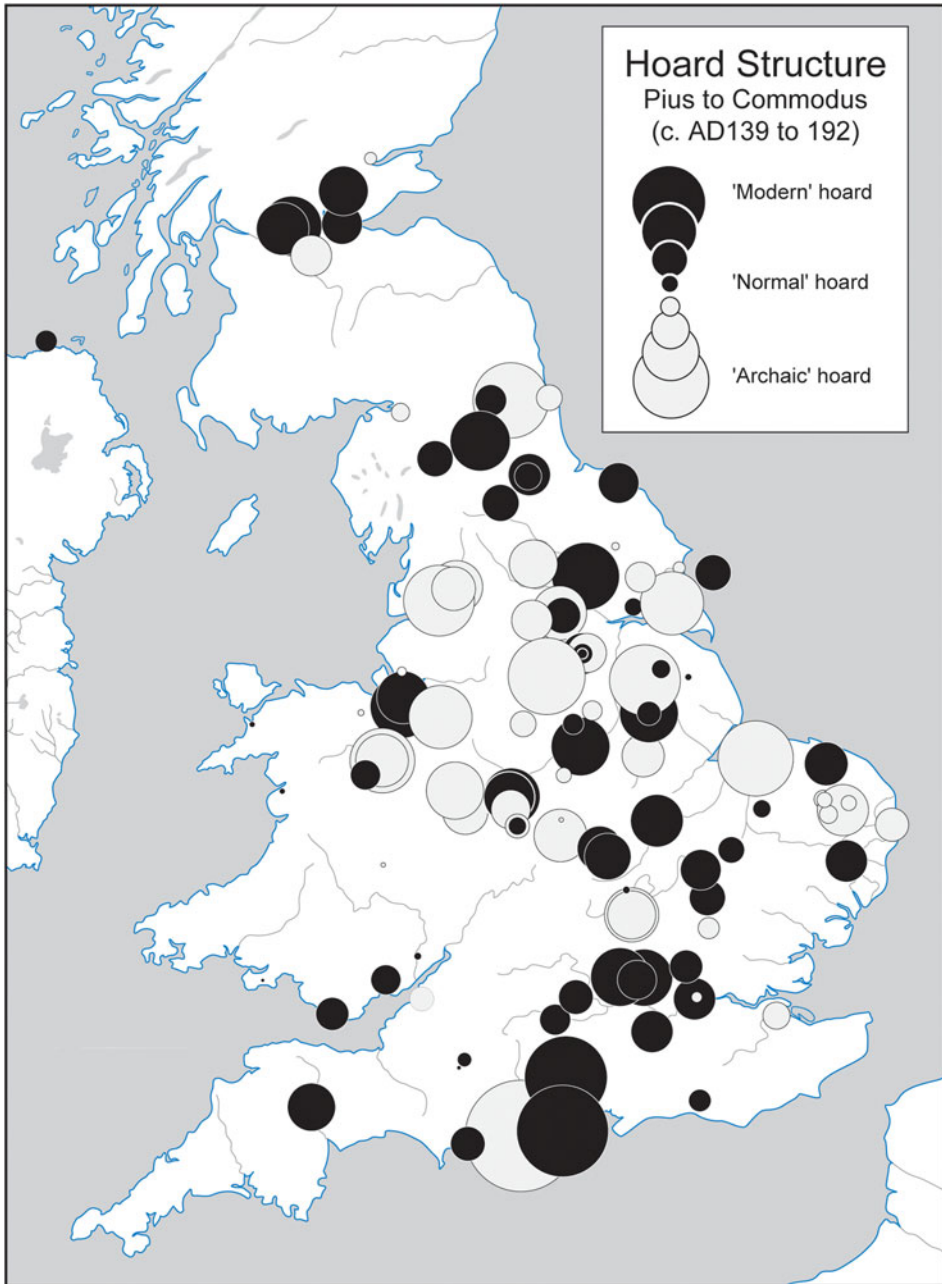 Hoard Structure
Pius to Commodus
(c. AD139 to 192)
'Modern' hoard
'Normal' hoard
'Archaic' hoard